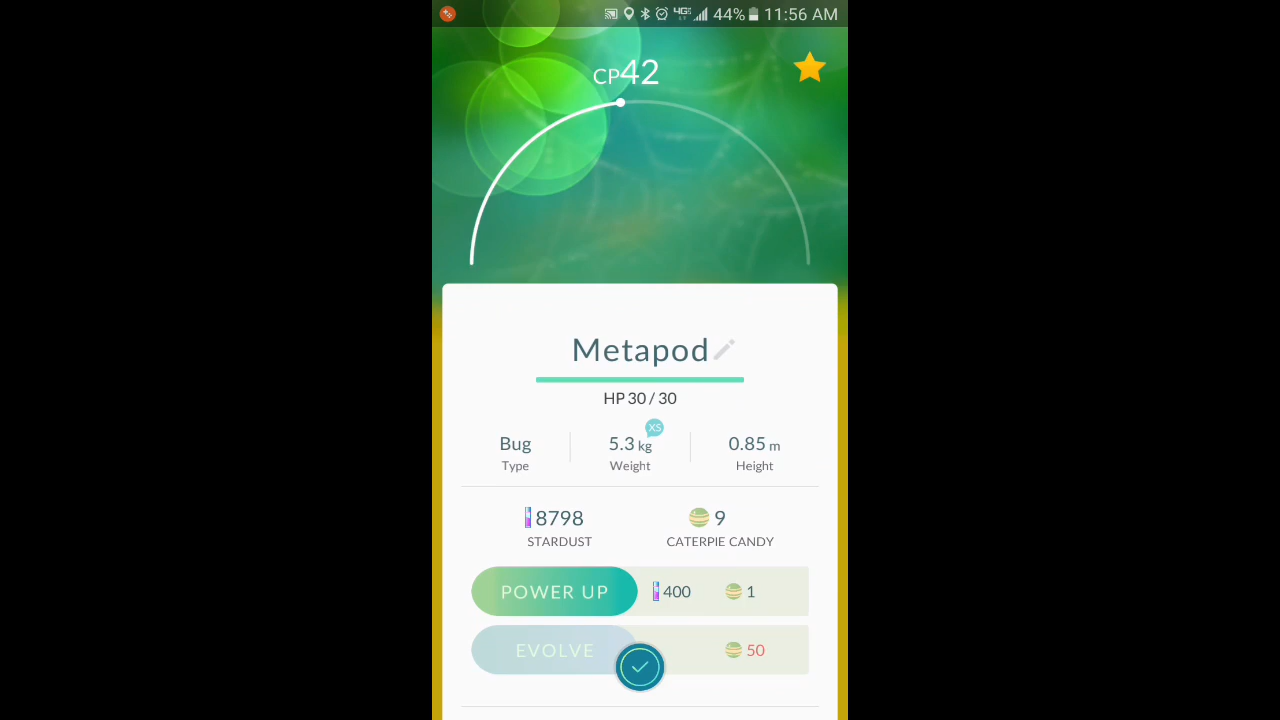 4G 44% 11:56 AM
CP42
Metapod
HP 30 / 30
XS
Bug 5.3 kg 0.85 m
Type Weight Height
8798 9
STARDUST CATERPIE CANDY
POWER UP 400 1
EVOLVE 50